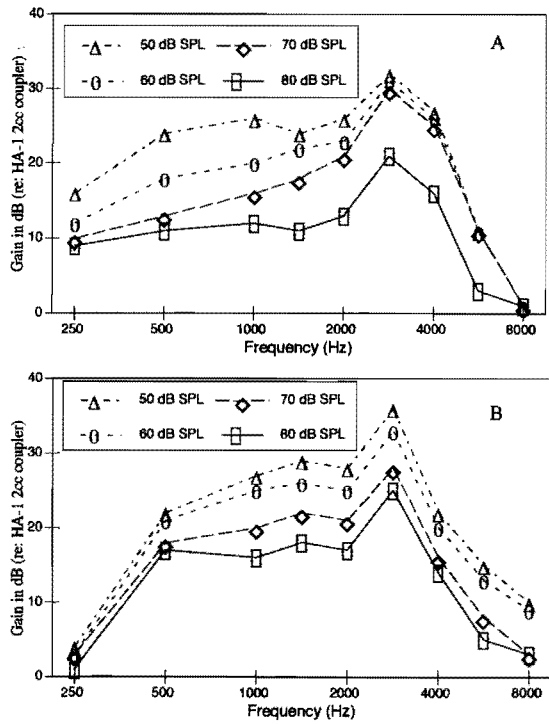 40
30
20
10
0
Gain in dB (re: HA-1 2cc coupler)
50 dB SPL
70 dB SPL
60 dB SPL
80 dB SPL
A
250
500
1000
2000
4000
8000
Frequency (Hz)
40
30
20
10
0
Gain in dB (re: HA-1 2cc coupler)
50 dB SPL
70 dB SPL
60 dB SPL
80 dB SPL
B
250
500
1000
2000
4000
8000
Frequency (Hz)